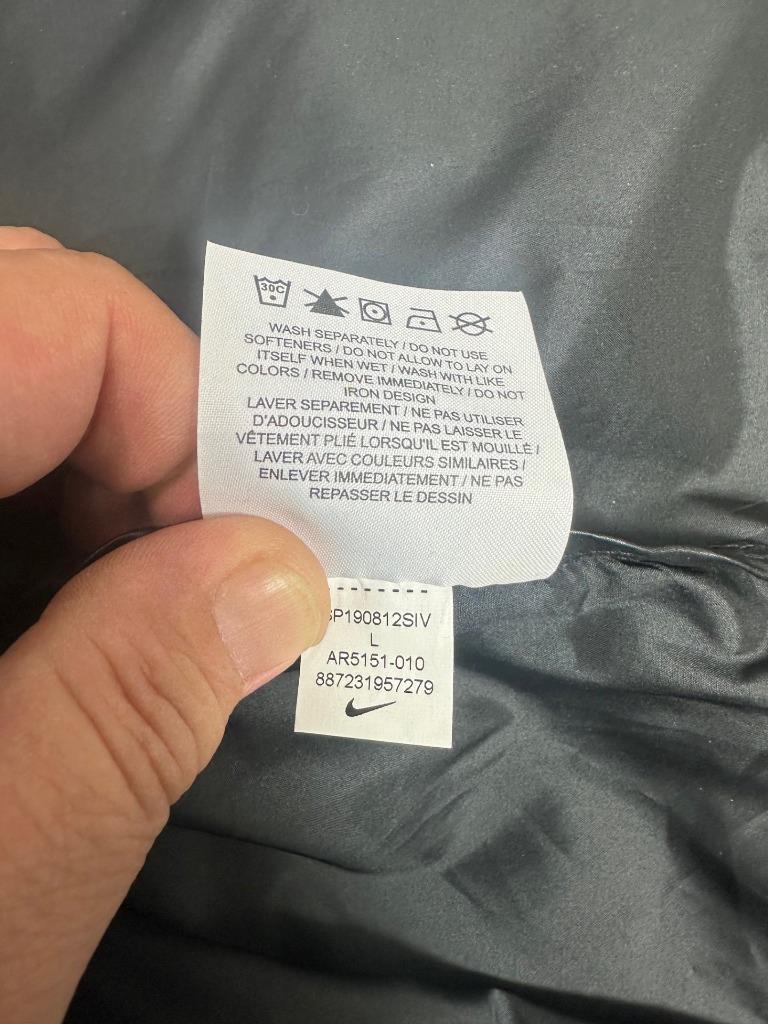 30C
WASH SEPARATELY / DO NOT USE
SOFTENERS / DO NOT ALLOW TO LAY ON
ITSELF WHEN WET / WASH WITH LIKE
COLORS / REMOVE IMMEDIATELY / DO NOT
IRON DESIGN
LAVER SEPAREMENT / NE PAS UTILISER
D'ADOUCISSEUR / NE PAS LAISSER LE
VÊTEMENT PLIÉ LORSQU'IL EST MOUILLÉ /
LAVER AVEC COULEURS SIMILAIRES /
ENLEVER IMMEDIATEMENT / NE PAS
REPASSER LE DESSIN
L
AR5151-010
887231957279